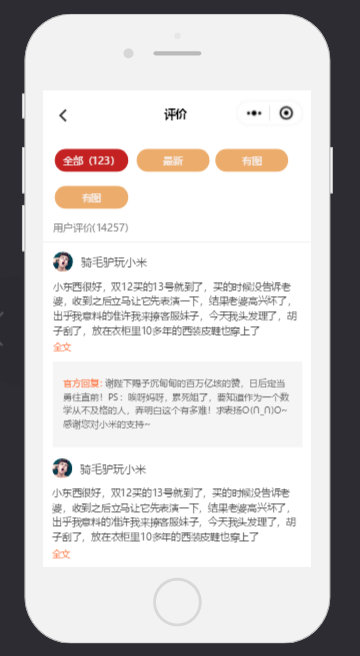 评价
全部（123） 最新 有图
有图
用户评价(14257)
骑毛驴玩小米
小东西很好，双12买的13号就到了，买的时候没告诉老
婆，收到之后立马让它先表演一下，结果老婆高兴坏了，
出乎我意料的准许我来撩客服妹子，今天我头发理了，胡
子刮了，放在衣柜里10多年的西装皮鞋也穿上了
全文
官方回复：谢陛下赐予沉甸甸的百万亿级的赞，日后定当
勇往直前！PS：唉呀妈呀，累死姐了，要知道作为一个数
学从不及格的人，弄明白这个有多难！求表扬O(∩_∩)O~
感谢您对小米的支持~
骑毛驴玩小米
小东西很好，双12买的13号就到了，买的时候没告诉老
婆，收到之后立马让它先表演一下，结果老婆高兴坏了，
出乎我意料的准许我来撩客服妹子，今天我头发理了，胡
子刮了，放在衣柜里10多年的西装皮鞋也穿上了
全文